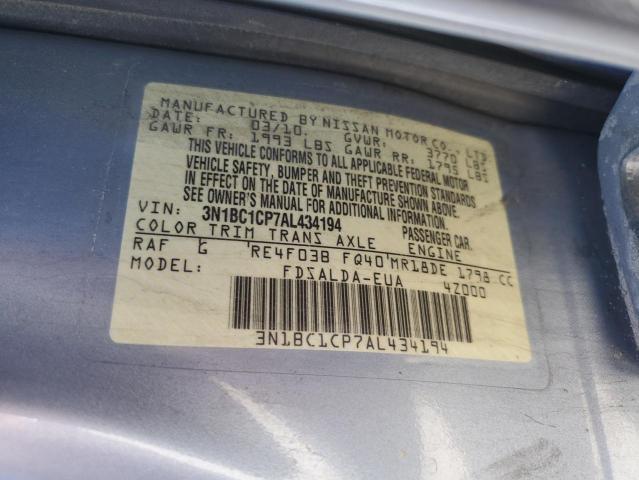 MANUFACTURED BY NISSAN MOTOR CO., LTD
DATE: 03/10 GVWR: 3770 LBS
GAWR FR: 1993 LBS GAWR RR: 1795 LBS
THIS VEHICLE CONFORMS TO ALL APPLICABLE FEDERAL MOTOR
VEHICLE SAFETY, BUMPER AND THEFT PREVENTION STANDARDS
IN EFFECT ON THE DATE OF MANUFACTURE SHOWN ABOVE.
SEE OWNER'S MANUAL FOR ADDITIONAL INFORMATION.
VIN: 3N1BC1CP7AL434194 PASSENGER CAR
COLOR TRIM TRANS AXLE ENGINE
RAF G RE4F03B FQ40 MR18DE 1798 CC
MODEL: FDSALDA-EUA 4Z000
3N1BC1CP7AL434194